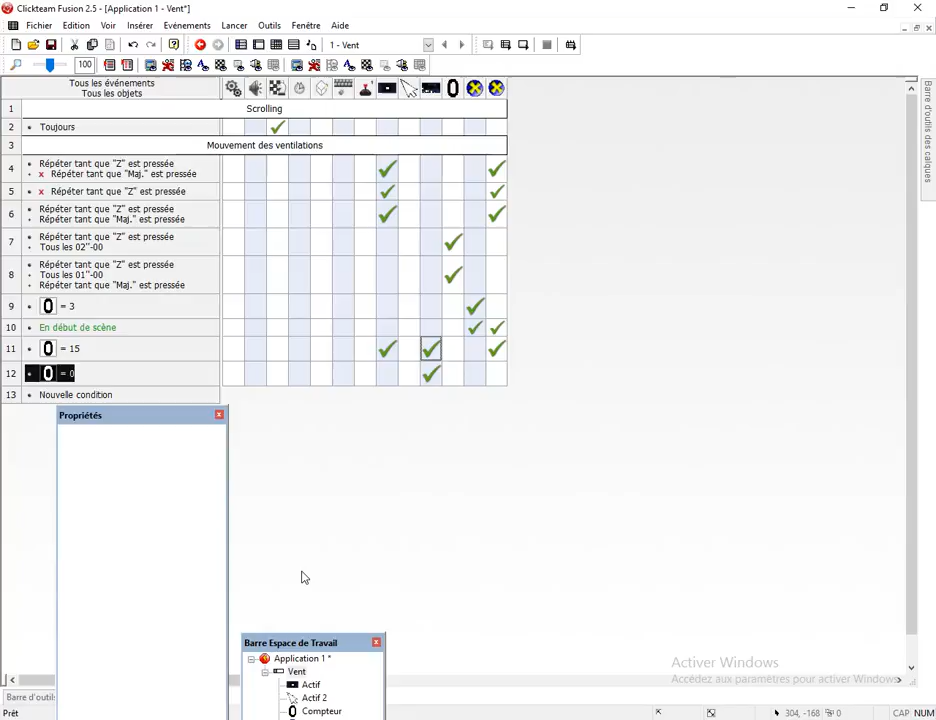 Clickteam Fusion 2.5 - [Application 1 - Vent*]
Fichier Edition Voir Insérer Evénements Lancer Outils Fenêtre Aide
1 - Vent
100
Tous les événements
Tous les objets
1 Scrolling
2 Toujours
3 Mouvement des ventilations
4 Répéter tant que "Z" est pressée
x Répéter tant que "Maj." est pressée
5 x Répéter tant que "Z" est pressée
6 Répéter tant que "Z" est pressée
Répéter tant que "Maj." est pressée
7 Répéter tant que "Z" est pressée
Tous les 02"-00
8 Répéter tant que "Z" est pressée
Tous les 01"-00
Répéter tant que "Maj." est pressée
9 0 = 3
10 En début de scène
11 0 = 15
12 0 = 0
13 Nouvelle condition
Propriétés
Barre Espace de Travail
Application 1 *
Vent
Actif
Actif 2
Compteur
Barre d'outils des calques
Activer Windows
Accédez aux paramètres pour activer Windows
Barre d'outils
Prêt
304, -168
0
CAP NUM